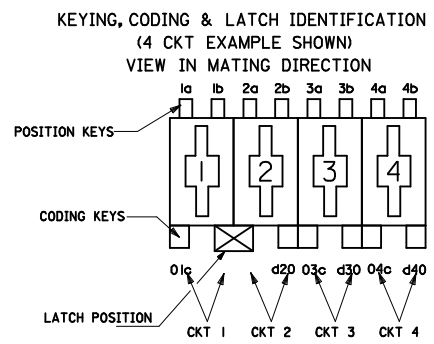 KEYING, CODING & LATCH IDENTIFICATION
(4 CKT EXAMPLE SHOWN)
VIEW IN MATING DIRECTION
1a 1b 2a 2b 3a 3b 4a 4b
POSITION KEYS
1 2 3 4
CODING KEYS
01c d20 03c d30 04c d40
LATCH POSITION
CKT 1 CKT 2 CKT 3 CKT 4